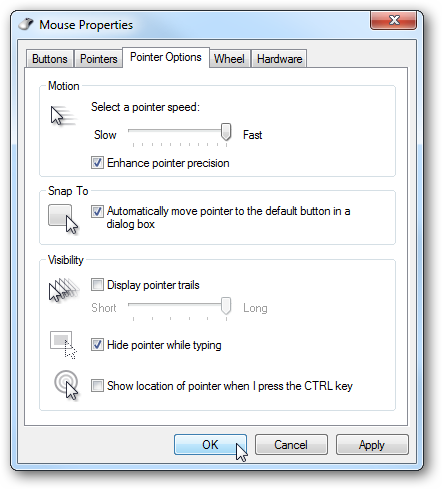 Mouse Properties
Buttons Pointers Pointer Options Wheel Hardware
Motion
Select a pointer speed:
Slow Fast
Enhance pointer precision
Snap To
Automatically move pointer to the default button in a
dialog box
Visibility
Display pointer trails
Short Long
Hide pointer while typing
Show location of pointer when I press the CTRL key
OK Cancel Apply